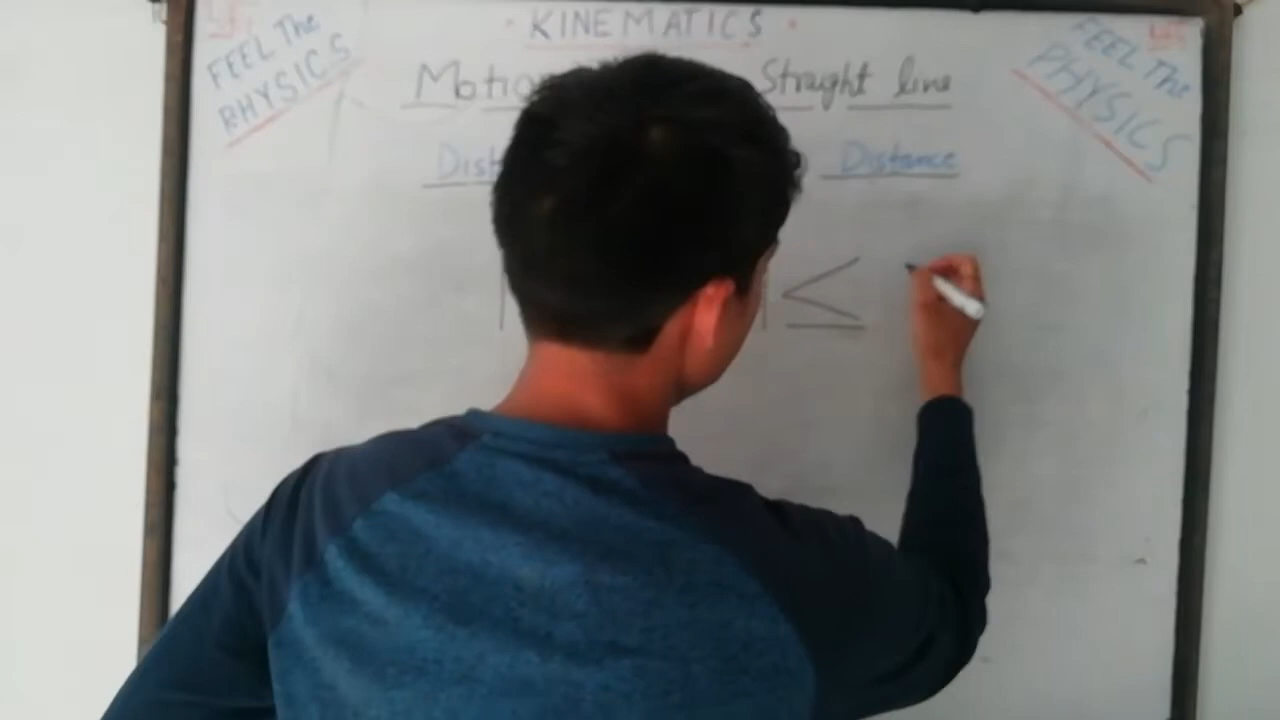 KINEMATICS
FEEL The
PHYSICS
FEEL The
PHYSICS
Straight line
Distance
| | ≤